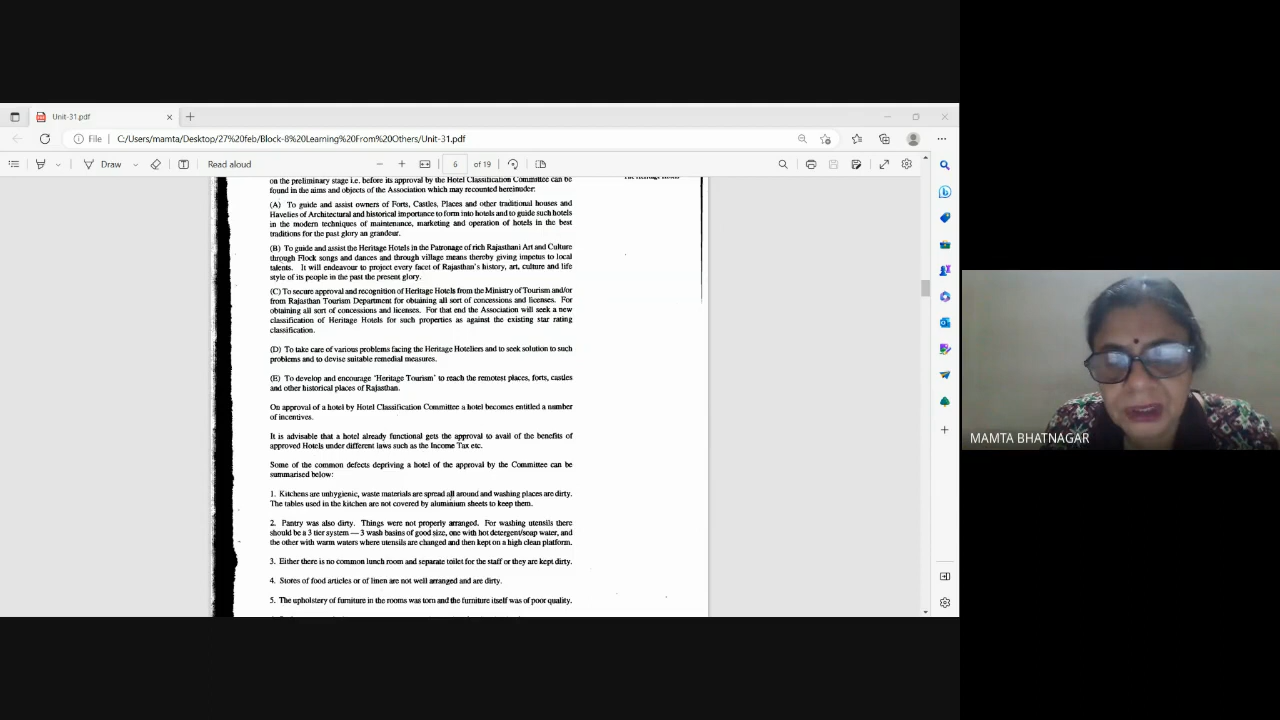 Unit-31.pdf
File
C:/Users/mamta/Desktop/27%20feb/Block-8%20Learning%20From%20Others/Unit-31.pdf
Draw
Read aloud
6
of 19
on the preliminary stage i.e. before its approval by the Hotel Classification Committee can be
found in the aims and objects of the Association which may recounted hereinuder:
(A) To guide and assist owners of Forts, Castles, Places and other traditional houses and
Havelies of Architectural and historical importance to form into hotels and to guide such hotels
in the modern techniques of maintenance, marketing and operation of hotels in the best
traditions for the past glory an grandeur.
(B) To guide and assist the Heritage Hotels in the Patronage of rich Rajasthani Art and Culture
through Flock songs and dances and through village means thereby giving impetus to local
talents. It will endeavour to project every facet of Rajasthan's history, art, culture and life
style of its people in the past the present glory.
(C) To secure approval and recognition of Heritage Hotels from the Ministry of Tourism and/or
from Rajasthan Tourism Department for obtaining all sort of concessions and licenses. For
obtaining all sort of concessions and licenses. For that end the Association will seek a new
classification of Heritage Hotels for such properties as against the existing star rating
classification.
(D) To take care of various problems facing the Heritage Hoteliers and to seek solution to such
problems and to devise suitable remedial measures.
(E) To develop and encourage 'Heritage Tourism' to reach the remotest places, forts, castles
and other historical places of Rajasthan.
On approval of a hotel by Hotel Classification Committee a hotel becomes entitled a number
of incentives.
It is advisable that a hotel already functional gets the approval to avail of the benefits of
approved Hotels under different laws such as the Income Tax etc.
Some of the common defects depriving a hotel of the approval by the Committee can be
summarised below:
1. Kitchens are unhygienic, waste materials are spread all around and washing places are dirty.
The tables used in the kitchen are not covered by aluminium sheets to keep them.
2. Pantry was also dirty. Things were not properly arranged. For washing utensils there
should be a 3 tier system — 3 wash basins of good size, one with hot detergent/soap water, and
the other with warm waters where utensils are changed and then kept on a high clean platform.
3. Either there is no common lunch room and separate toilet for the staff or they are kept dirty.
4. Stores of food articles or of linen are not well arranged and are dirty.
5. The upholstery of furniture in the rooms was torn and the furniture itself was of poor quality.
MAMTA BHATNAGAR